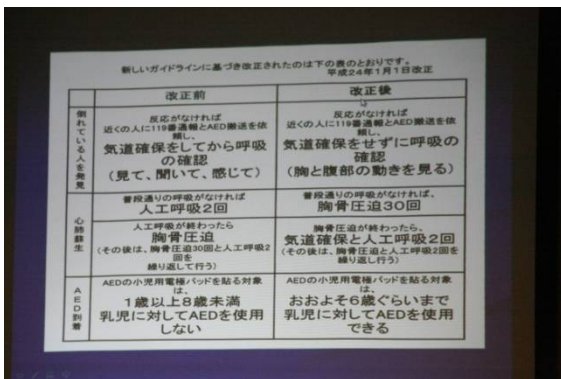 新しいガイドラインに基づき改正されたのは下の表のとおりです。
平成24年1月1日改正
改正前
改正後
倒れている人を発見
反応がなければ
近くの人に119番通報とAED搬送を依
頼し、
気道確保をしてから呼吸
の確認
（見て、聞いて、感じて）
反応がなければ
近くの人に119番通報とAED搬送を依
頼し、
気道確保をせずに呼吸の
確認
（胸と腹部の動きを見る）
心肺蘇生
普段通りの呼吸がなければ
人工呼吸2回
普段通りの呼吸がなければ、
胸骨圧迫30回
人工呼吸が終わったら
胸骨圧迫
（その後は、胸骨圧迫30回と人工呼吸2
回を
繰り返して行う）
胸骨圧迫が終わったら、
気道確保と人工呼吸2回
（その後は、胸骨圧迫と人工呼吸2回を
繰り返して行う）
AED到着
AEDの小児用電極パッドを貼る対象
は、
1歳以上8歳未満
乳児に対してAEDを使用
しない
AEDの小児用電極パッドを貼る対象
は、
おおよそ6歳ぐらいまで
乳児に対してAEDを使用
できる